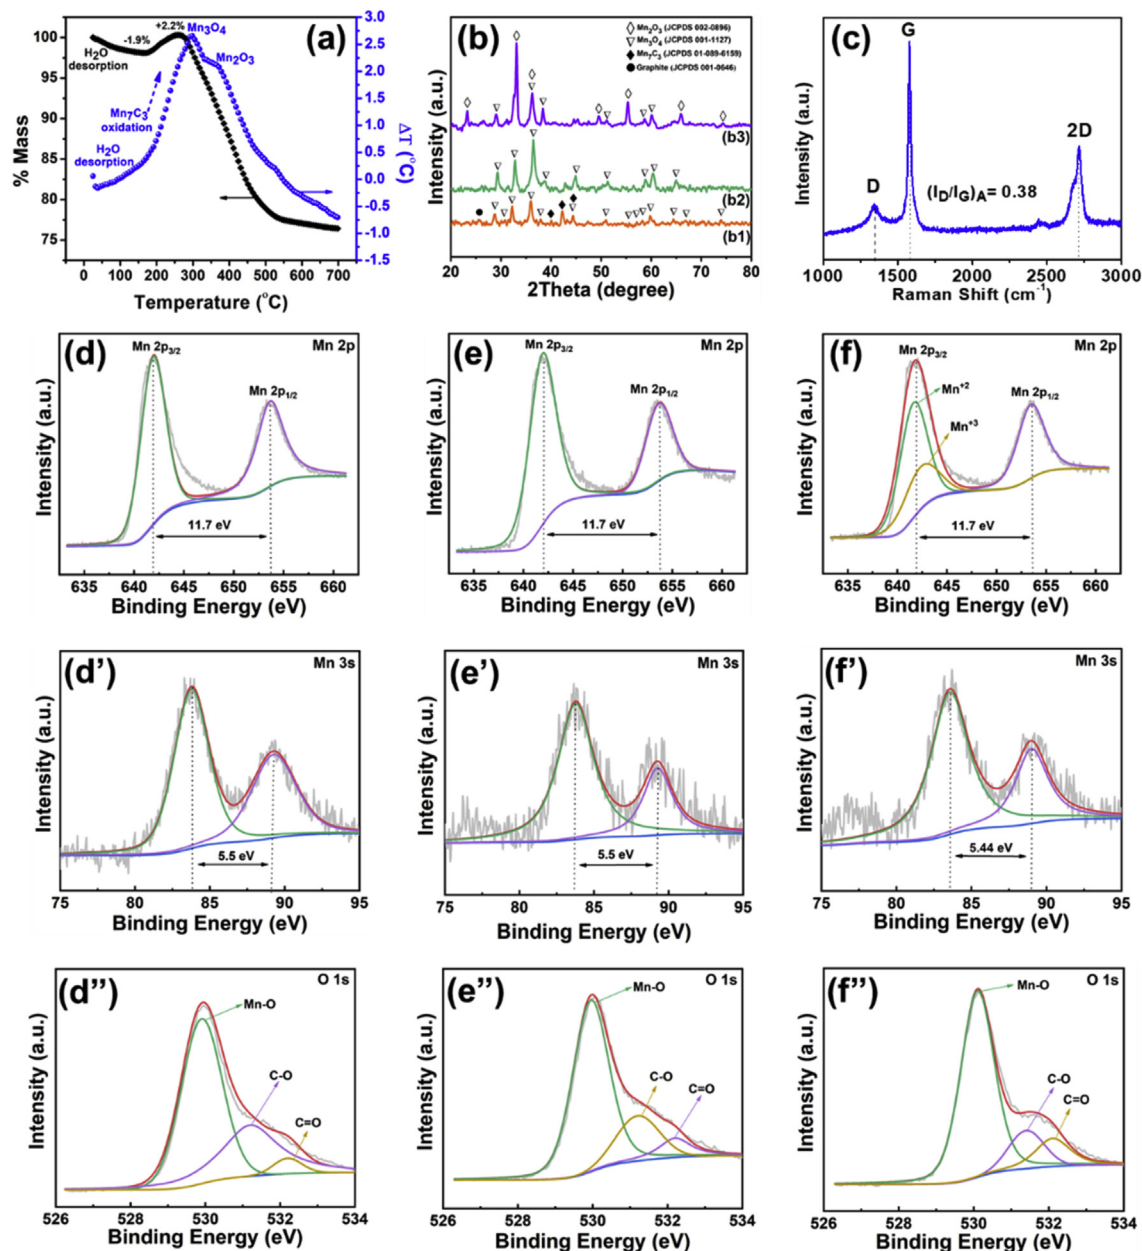 (a)
100
95
90
85
80
75
% Mass
-1.9%
+2.2%
H₂O
desorption
Mn₃O₄
Mn₂O₃
Mn₇C₃
oxidation
H₂O
desorption
3.0
2.5
2.0
1.5
1.0
0.5
0.0
-0.5
-1.0
-1.5
ΔT (°C)
0 100 200 300 400 500 600 700
Temperature (°C)
(b)
Mn₂O₃ (JCPDS 002-0896)
Mn₃O₄ (JCPDS 001-1127)
Mn₇C₃ (JCPDS 01-089-6159)
Graphite (JCPDS 001-0646)
Intensity (a.u.)
(b3)
(b2)
(b1)
20 30 40 50 60 70 80
2Theta (degree)
(c)
G
2D
D
(I_D/I_G)_A= 0.38
Intensity (a.u.)
1000 1500 2000 2500 3000
Raman Shift (cm⁻¹)
(d)
Mn 2p
Mn 2p₃/₂
Mn 2p₁/₂
11.7 eV
Intensity (a.u.)
635 640 645 650 655 660
Binding Energy (eV)
(e)
Mn 2p
Mn 2p₃/₂
Mn 2p₁/₂
11.7 eV
Intensity (a.u.)
635 640 645 650 655 660
Binding Energy (eV)
(f)
Mn 2p
Mn 2p₃/₂
Mn⁺²
Mn 2p₁/₂
Mn⁺³
11.7 eV
Intensity (a.u.)
635 640 645 650 655 660
Binding Energy (eV)
(d')
Mn 3s
5.5 eV
Intensity (a.u.)
75 80 85 90 95
Binding Energy (eV)
(e')
Mn 3s
5.5 eV
Intensity (a.u.)
75 80 85 90 95
Binding Energy (eV)
(f')
Mn 3s
5.44 eV
Intensity (a.u.)
75 80 85 90 95
Binding Energy (eV)
(d'')
O 1s
Mn-O
C-O
C=O
Intensity (a.u.)
526 528 530 532 534
Binding Energy (eV)
(e'')
O 1s
Mn-O
C-O
C=O
Intensity (a.u.)
526 528 530 532 534
Binding Energy (eV)
(f'')
O 1s
Mn-O
C-O
C=O
Intensity (a.u.)
526 528 530 532 534
Binding Energy (eV)